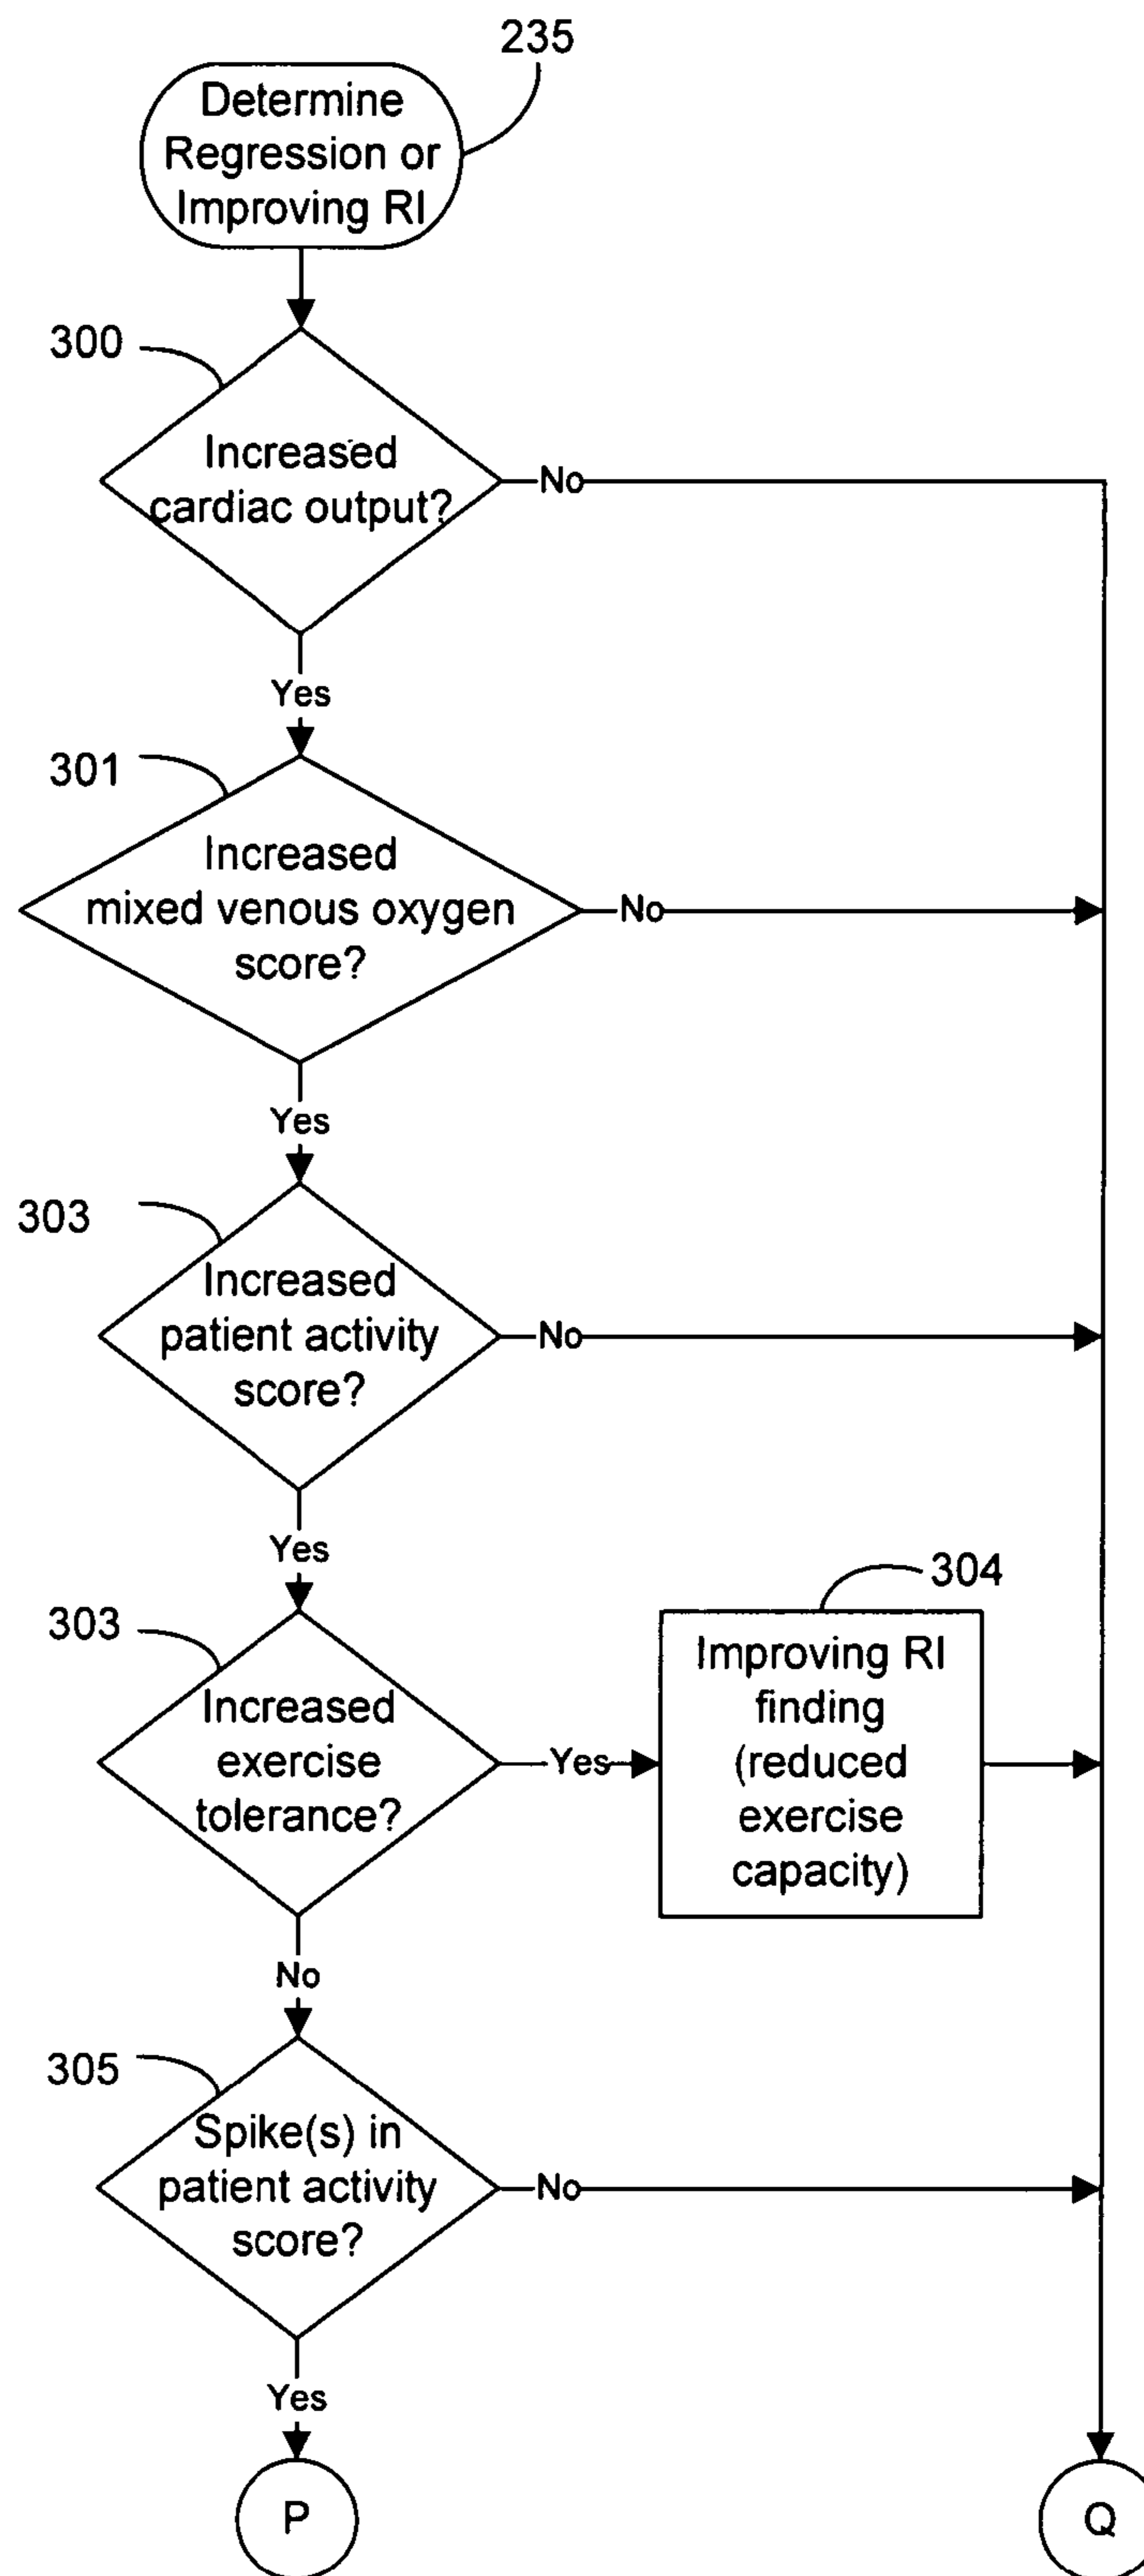 235
Determine
Regression or
Improving RI
300
Increased
cardiac output?
No
Yes
301
Increased
mixed venous oxygen
score?
No
Yes
303
Increased
patient activity
score?
No
Yes
303
Increased
exercise
tolerance?
Yes
304
Improving RI
finding
(reduced
exercise
capacity)
No
305
Spike(s) in
patient activity
score?
No
Yes
P
Q